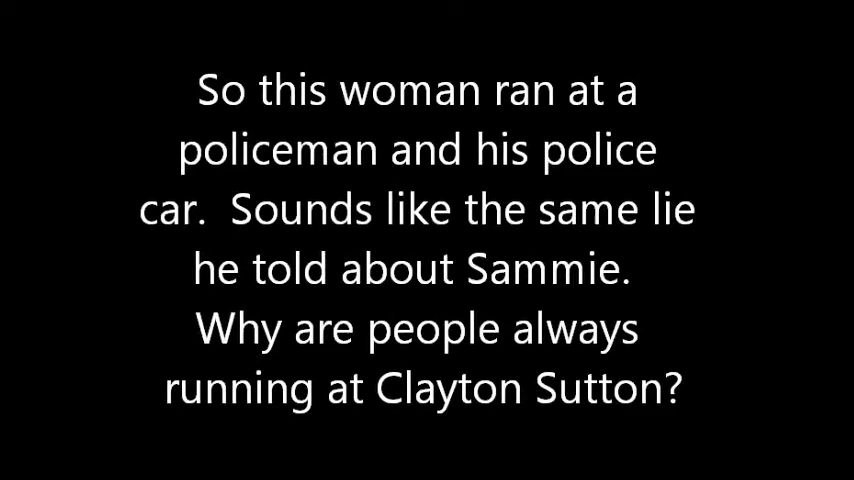 So this woman ran at a
policeman and his police
car.  Sounds like the same lie
he told about Sammie.
Why are people always
running at Clayton Sutton?